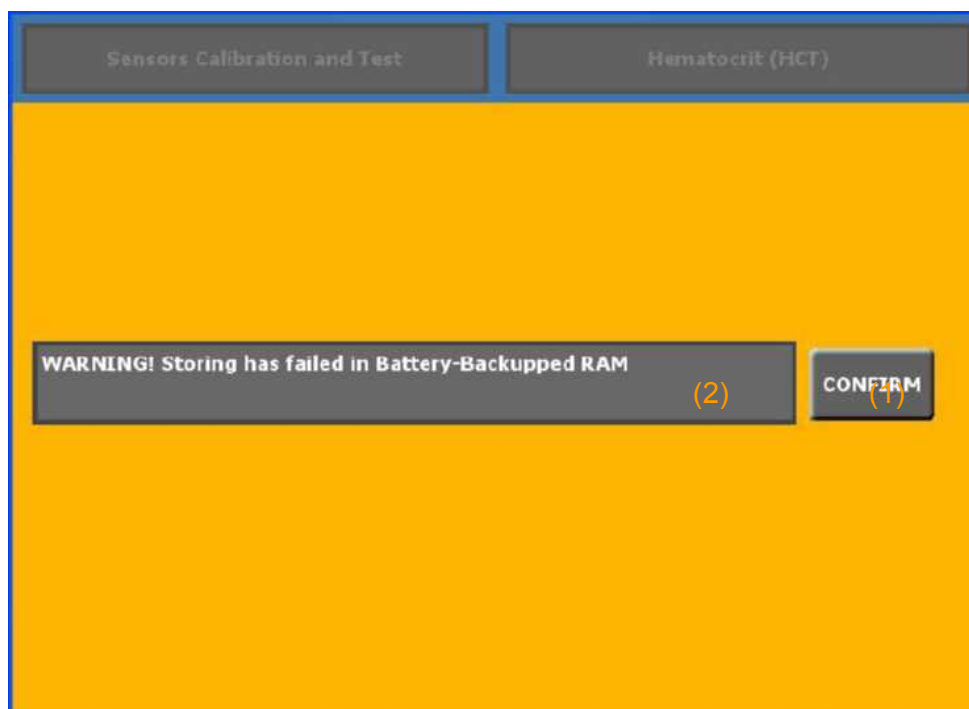 Sensors Calibration and Test
Hematocrit (HCT)
WARNING! Storing has failed in Battery-Backupped RAM
(2)
CONFIRM
(1)